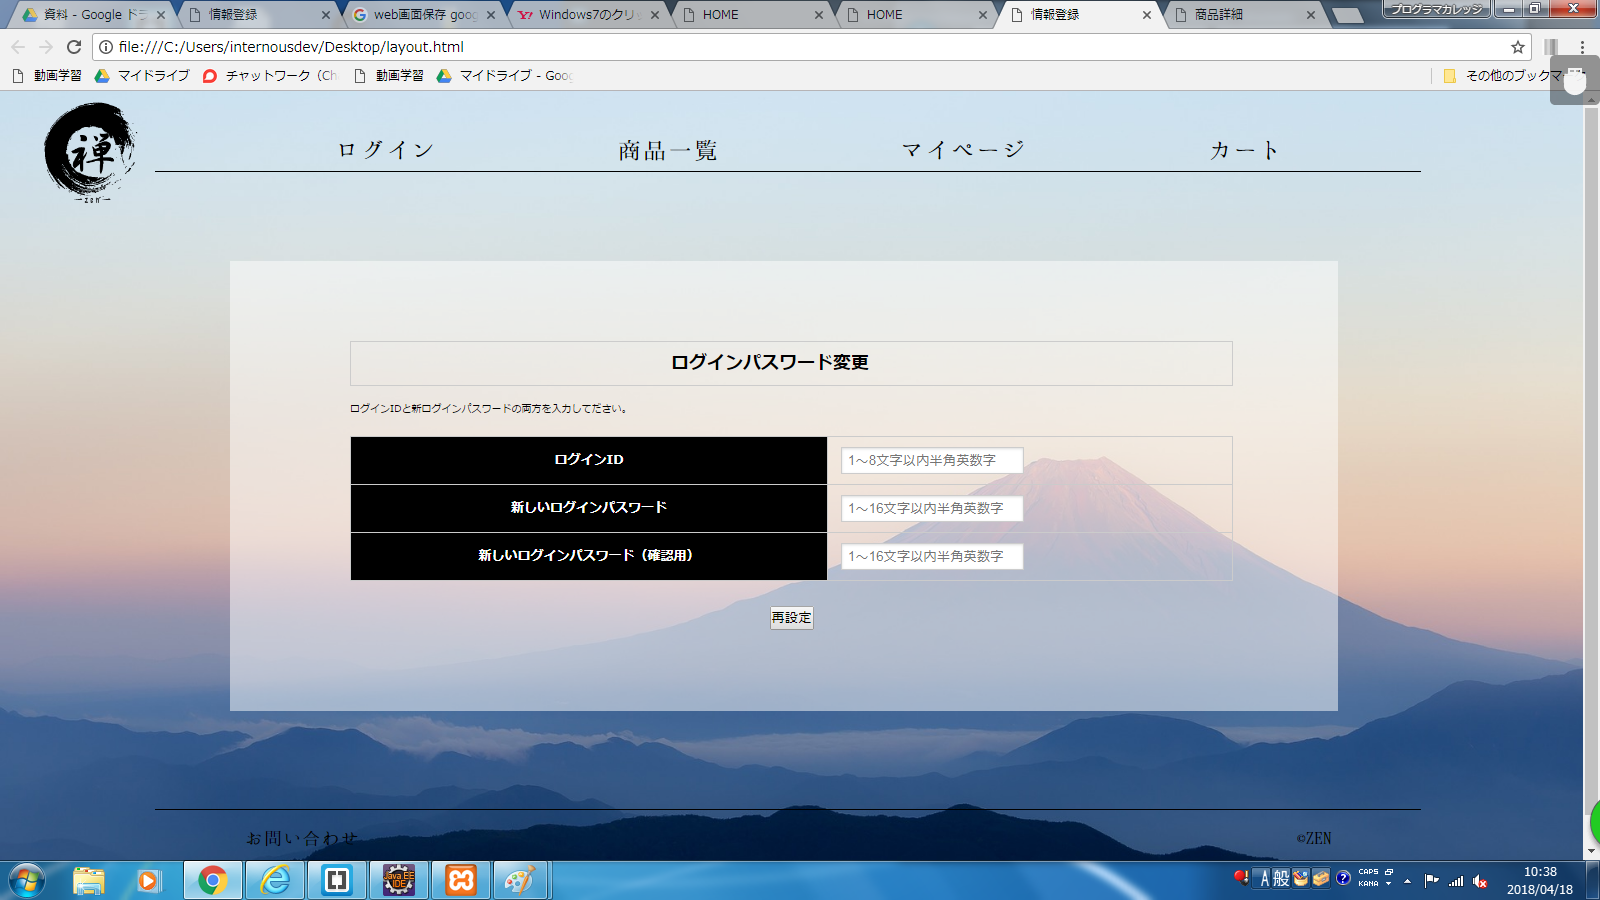 資料 - Google ドラ
情報登録
web画面保存 goog
Windows7のクリッ
HOME
HOME
情報登録
商品詳細
プログラマカレッジ
file:///C:/Users/internousdev/Desktop/layout.html
動画学習
マイドライブ
チャットワーク（Ch
動画学習
マイドライブ - Goog
その他のブックマーク
禅
-zen-
ログイン
商品一覧
マイページ
カート
ログインパスワード変更
ログインIDと新ログインパスワードの両方を入力してださい。
ログインID
1～8文字以内半角英数字
新しいログインパスワード
1～16文字以内半角英数字
新しいログインパスワード（確認用）
1～16文字以内半角英数字
再設定
お問い合わせ
©ZEN
Java EE
IDE
A 般
CAPS
KANA
10:38
2018/04/18